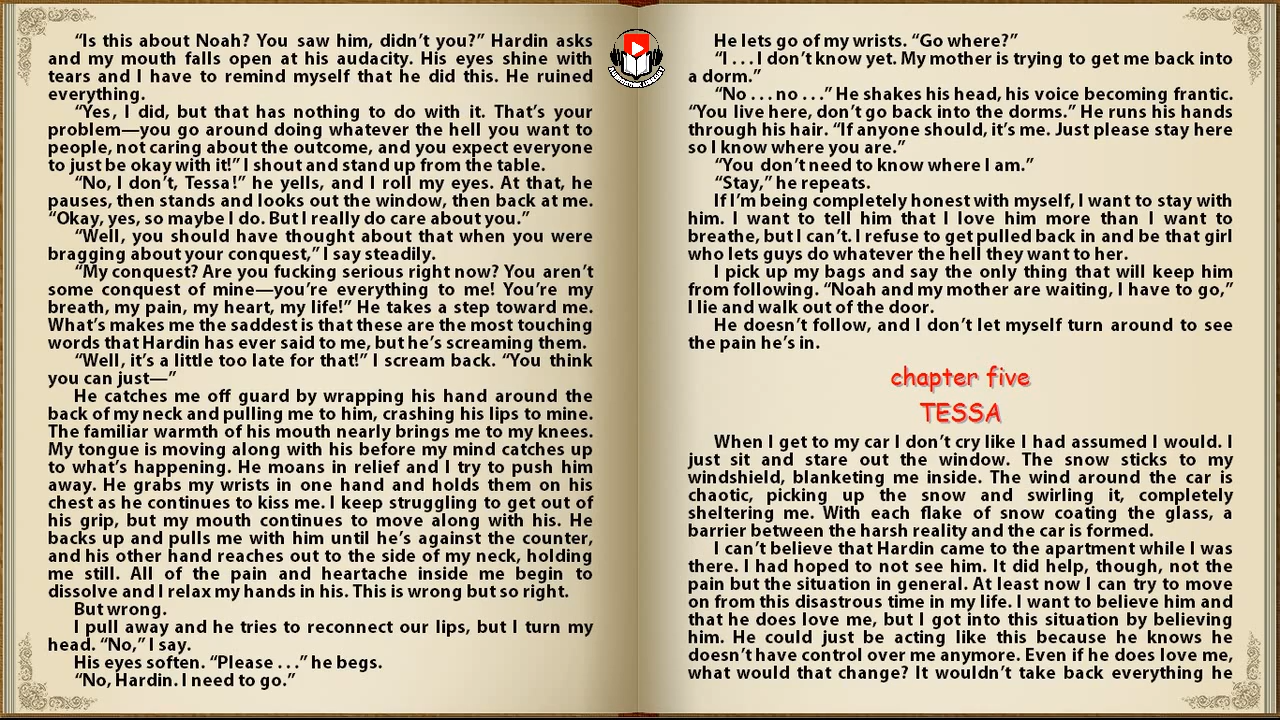 “Is this about Noah? You saw him, didn’t you?” Hardin asks
and my mouth falls open at his audacity. His eyes shine with
tears and I have to remind myself that he did this. He ruined
everything.
“Yes, I did, but that has nothing to do with it. That’s your
problem—you go around doing whatever the hell you want to
people, not caring about the outcome, and you expect everyone
to just be okay with it!” I shout and stand up from the table.
“No, I don’t, Tessa!” he yells, and I roll my eyes. At that, he
pauses, then stands and looks out the window, then back at me.
“Okay, yes, so maybe I do. But I really do care about you.”
“Well, you should have thought about that when you were
bragging about your conquest,” I say steadily.
“My conquest? Are you fucking serious right now? You aren’t
some conquest of mine—you’re everything to me! You’re my
breath, my pain, my heart, my life!” He takes a step toward me.
What’s makes me the saddest is that these are the most touching
words that Hardin has ever said to me, but he’s screaming them.
“Well, it’s a little too late for that!” I scream back. “You think
you can just—”
He catches me off guard by wrapping his hand around the
back of my neck and pulling me to him, crashing his lips to mine.
The familiar warmth of his mouth nearly brings me to my knees.
My tongue is moving along with his before my mind catches up
to what’s happening. He moans in relief and I try to push him
away. He grabs my wrists in one hand and holds them on his
chest as he continues to kiss me. I keep struggling to get out of
his grip, but my mouth continues to move along with his. He
backs up and pulls me with him until he’s against the counter,
and his other hand reaches out to the side of my neck, holding
me still. All of the pain and heartache inside me begin to
dissolve and I relax my hands in his. This is wrong but so right.
But wrong.
I pull away and he tries to reconnect our lips, but I turn my
head. “No,” I say.
His eyes soften. “Please . . .” he begs.
“No, Hardin. I need to go.”
He lets go of my wrists. “Go where?”
“I . . . I don’t know yet. My mother is trying to get me back into
a dorm.”
“No . . . no . . .” He shakes his head, his voice becoming frantic.
“You live here, don’t go back into the dorms.” He runs his hands
through his hair. “If anyone should, it’s me. Just please stay here
so I know where you are.”
“You don’t need to know where I am.”
“Stay,” he repeats.
If I’m being completely honest with myself, I want to stay with
him. I want to tell him that I love him more than I want to
breathe, but I can’t. I refuse to get pulled back in and be that girl
who lets guys do whatever the hell they want to her.
I pick up my bags and say the only thing that will keep him
from following. “Noah and my mother are waiting, I have to go,”
I lie and walk out of the door.
He doesn’t follow, and I don’t let myself turn around to see
the pain he’s in.
chapter five
TESSA
When I get to my car I don’t cry like I had assumed I would. I
just sit and stare out the window. The snow sticks to my
windshield, blanketing me inside. The wind around the car is
chaotic, picking up the snow and swirling it, completely
sheltering me. With each flake of snow coating the glass, a
barrier between the harsh reality and the car is formed.
I can’t believe that Hardin came to the apartment while I was
there. I had hoped to not see him. It did help, though, not the
pain but the situation in general. At least now I can try to move
on from this disastrous time in my life. I want to believe him and
that he does love me, but I got into this situation by believing
him. He could just be acting like this because he knows he
doesn’t have control over me anymore. Even if he does love me,
what would that change? It wouldn’t take back everything he